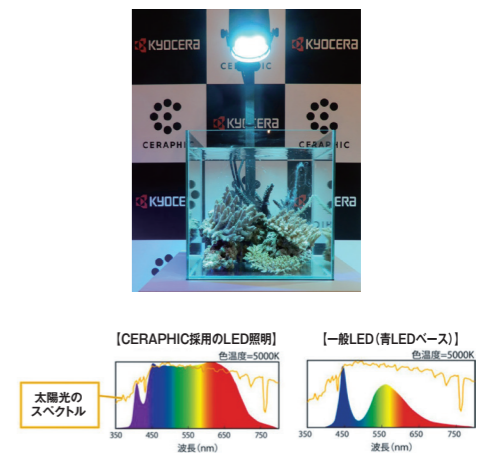 KYOCERA
KYOCERA
CERAPHIC
KYOCERA
CERAPHIC
KYOCE
ERA
【CERAPHIC採用のLED照明】
色温度=5000K
太陽光の
スペクトル
350 450 550 650 750
波長(nm)
【一般LED(青LEDベース)】
色温度=5000K
350 450 550 650 750
波長(nm)